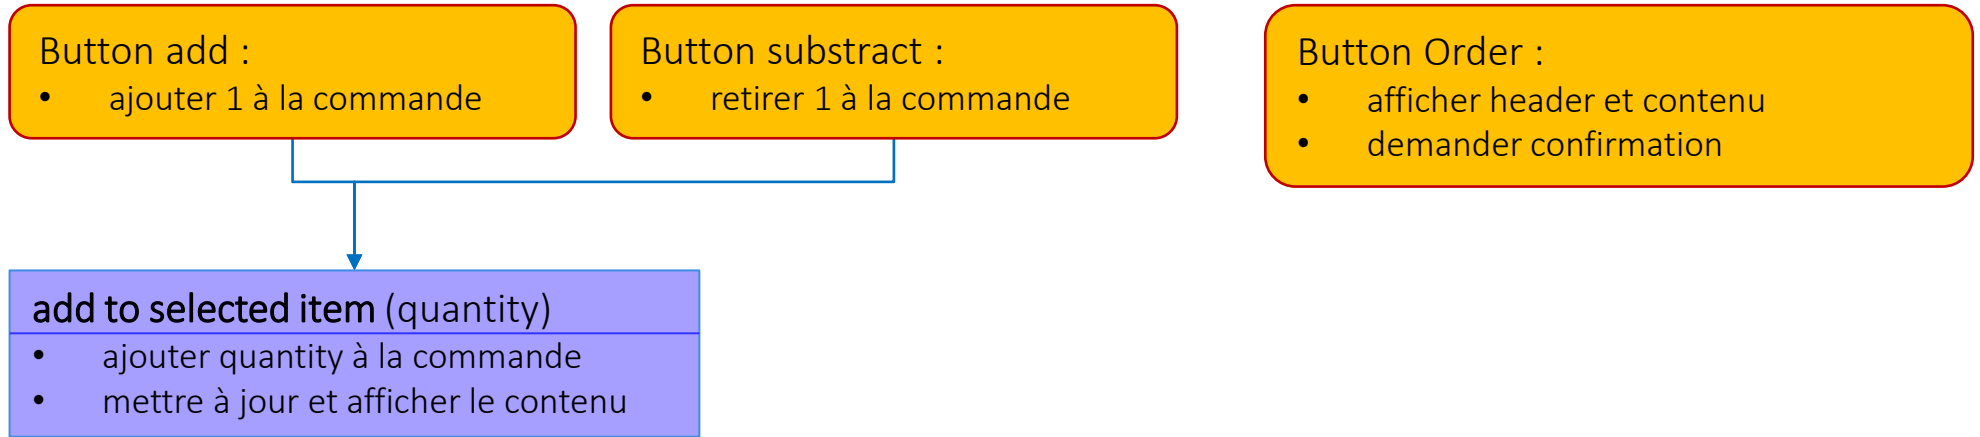 Button add :
• ajouter 1 à la commande
Button substract :
• retirer 1 à la commande
Button Order :
• afficher header et contenu
• demander confirmation
add to selected item (quantity)
• ajouter quantity à la commande
• mettre à jour et afficher le contenu